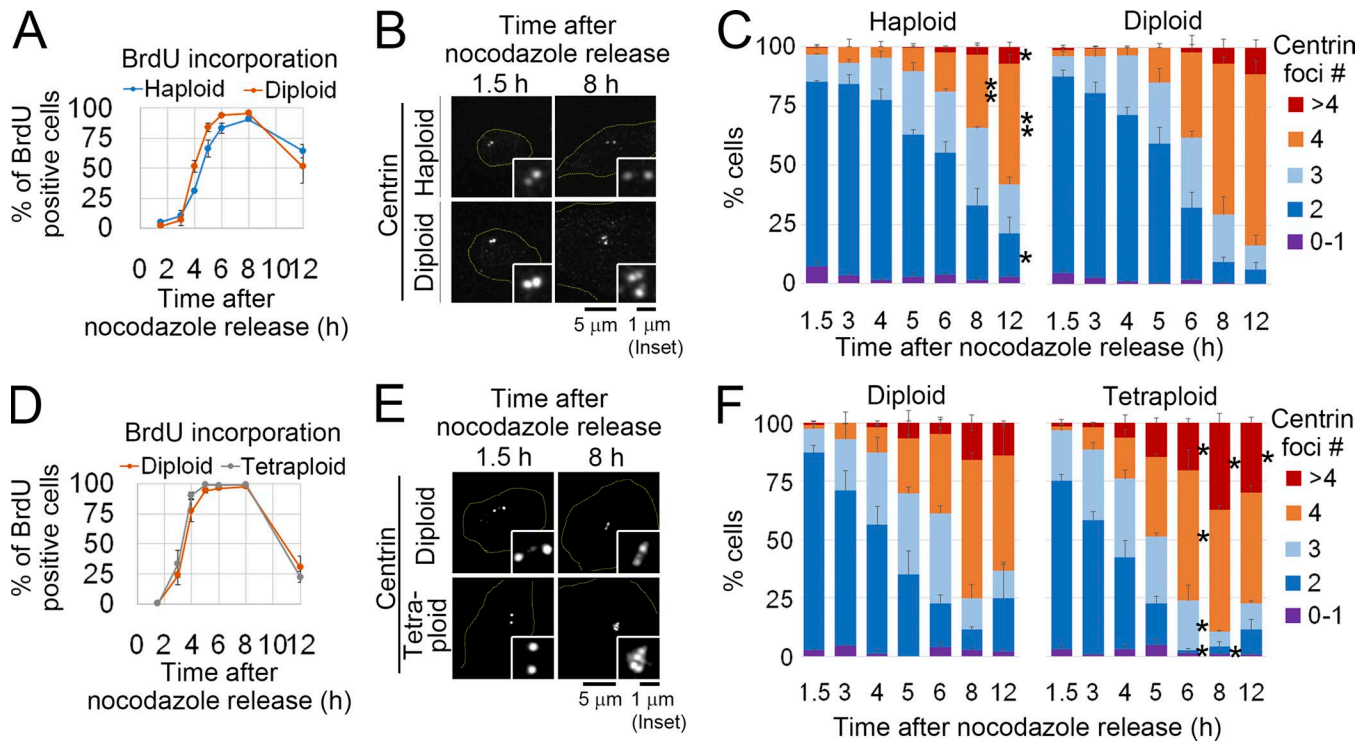 A
BrdU incorporation
Haploid Diploid
% of BrdU
positive cells
100
75
50
25
0
0 2 4 6 8 10 12
Time after
nocodazole release (h)
B
Time after
nocodazole release
1.5 h 8 h
Centrin
Haploid
Diploid
5 μm 1 μm
(Inset)
C
Haploid Diploid
% cells
100
75
50
25
0
*
**
**
*
1.5 3 4 5 6 8 12 1.5 3 4 5 6 8 12
Time after nocodazole release (h)
Centrin
foci #
>4
4
3
2
0-1
D
BrdU incorporation
Diploid Tetraploid
% of BrdU
positive cells
100
75
50
25
0
0 2 4 6 8 10 12
Time after
nocodazole release (h)
E
Time after
nocodazole release
1.5 h 8 h
Centrin
Diploid
Tetra-
ploid
5 μm 1 μm
(Inset)
F
Diploid Tetraploid
% cells
100
75
50
25
0
* * *
*
*
* *
1.5 3 4 5 6 8 12 1.5 3 4 5 6 8 12
Time after nocodazole release (h)
Centrin
foci #
>4
4
3
2
0-1